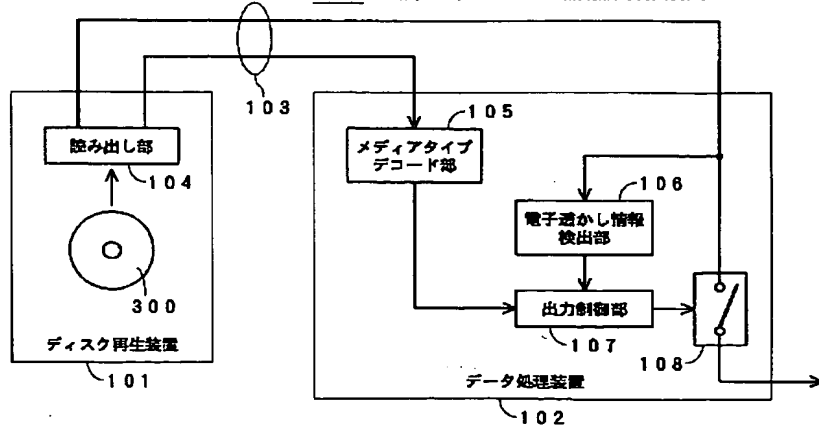 103
105
読み出し部
メディアタイプ
デコード部
104
106
電子透かし情報
検出部
300
出力制御部
ディスク再生装置
107
108
101
データ処理装置
102